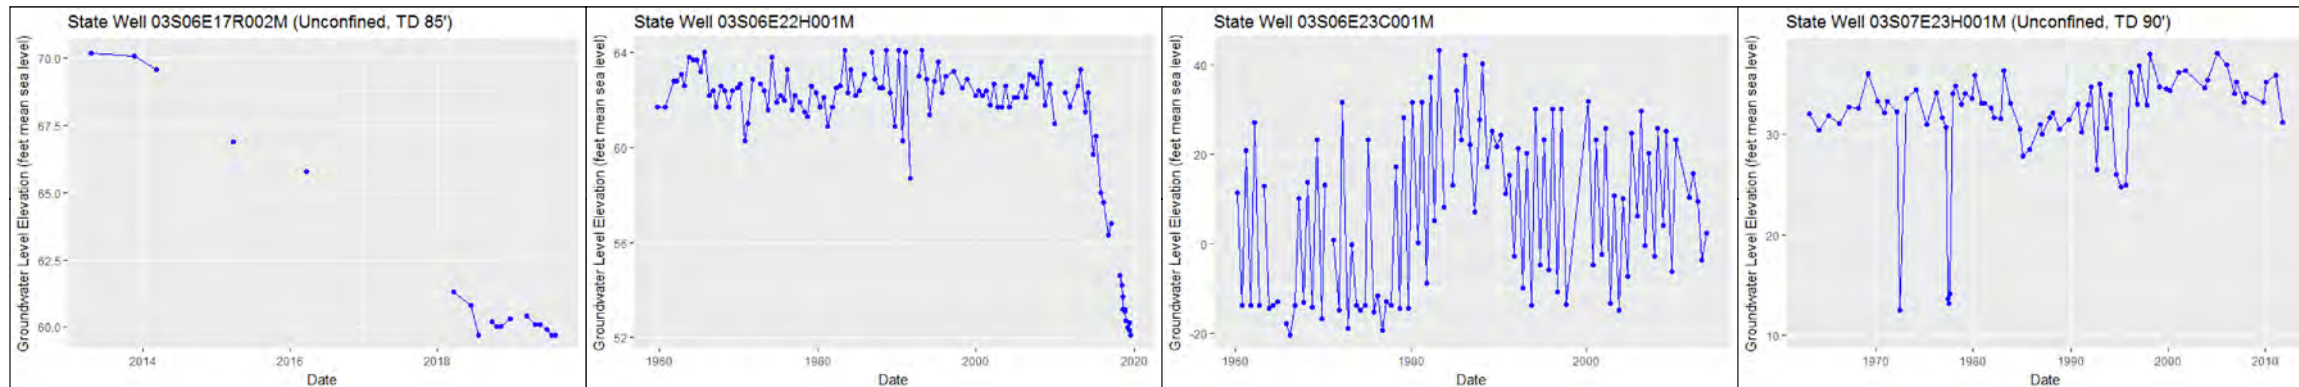 State Well 03S06E17R002M (Unconfined, TD 85')
Groundwater Level Elevation (feet mean sea level)
70.0
67.5
65.0
62.5
60.0
2014
2016
2018
Date
State Well 03S06E22H001M
Groundwater Level Elevation (feet mean sea level)
64
60
56
52
1960
1980
2000
2020
Date
State Well 03S06E23C001M
Groundwater Level Elevation (feet mean sea level)
40
20
0
-20
1960
1980
2000
Date
State Well 03S07E23H001M (Unconfined, TD 90')
Groundwater Level Elevation (feet mean sea level)
30
20
10
1970
1980
1990
2000
2010
Date